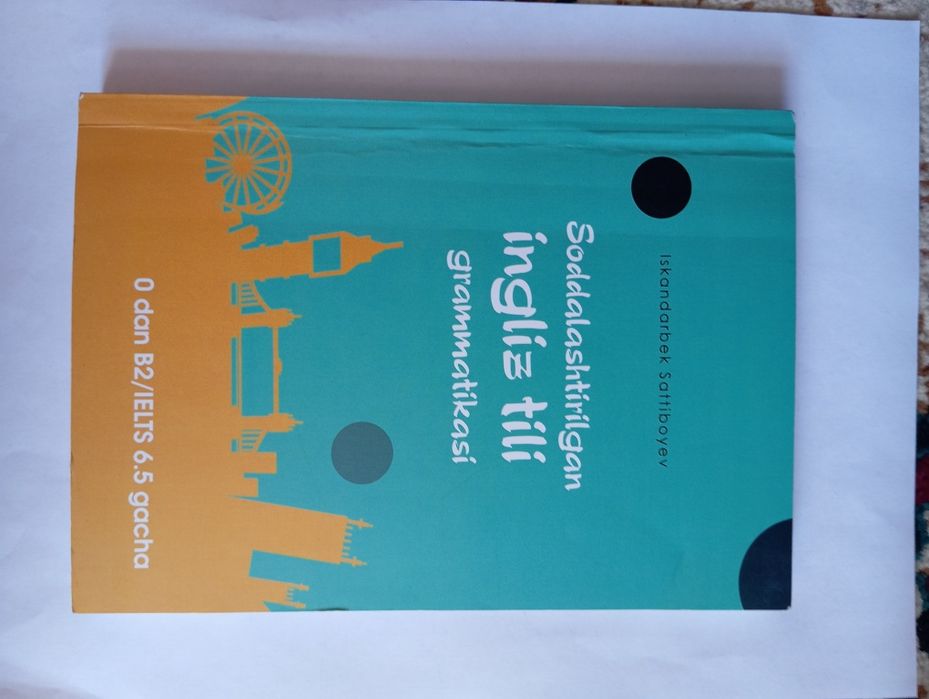 Iskandarbek Sattiboyev
Soddalashtirilgan
ingliz tili
grammatikasi
0 dan B2/IELTS 6.5 gacha